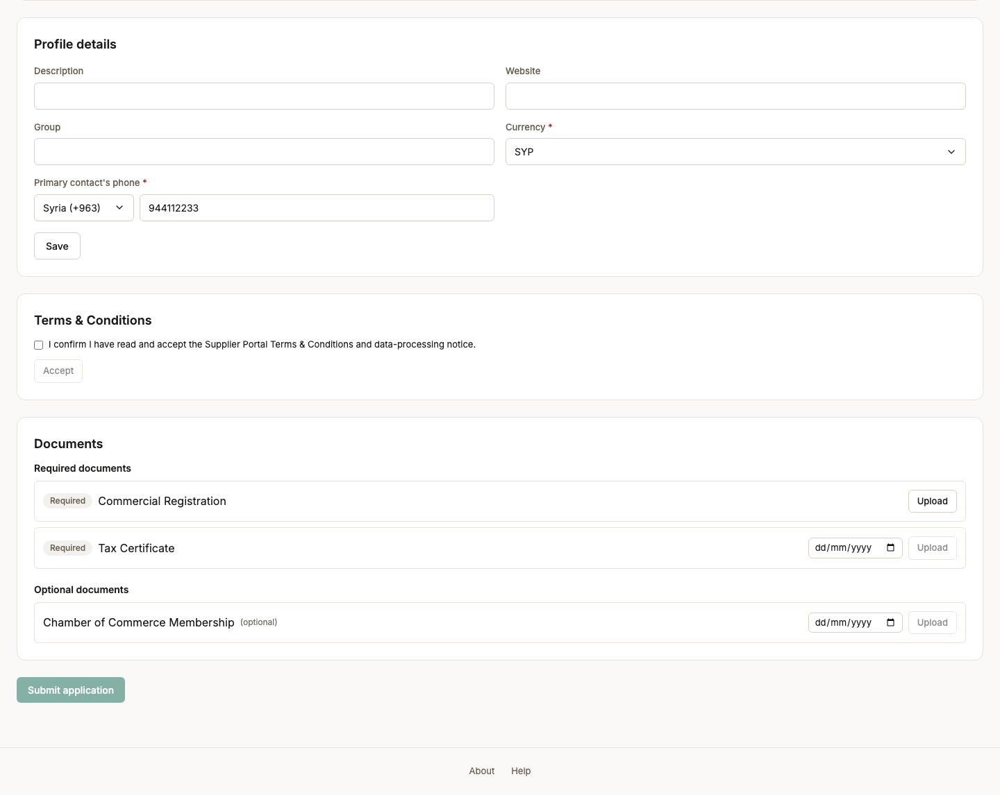 Profile details
Description
Website
Group
Currency *
SYP
Primary contact's phone *
Syria (+963)
944112233
Save
Terms & Conditions
I confirm I have read and accept the Supplier Portal Terms & Conditions and data-processing notice.
Accept
Documents
Required documents
Required Commercial Registration Upload
Required Tax Certificate dd/mm/yyyy Upload
Optional documents
Chamber of Commerce Membership (optional) dd/mm/yyyy Upload
Submit application
About Help